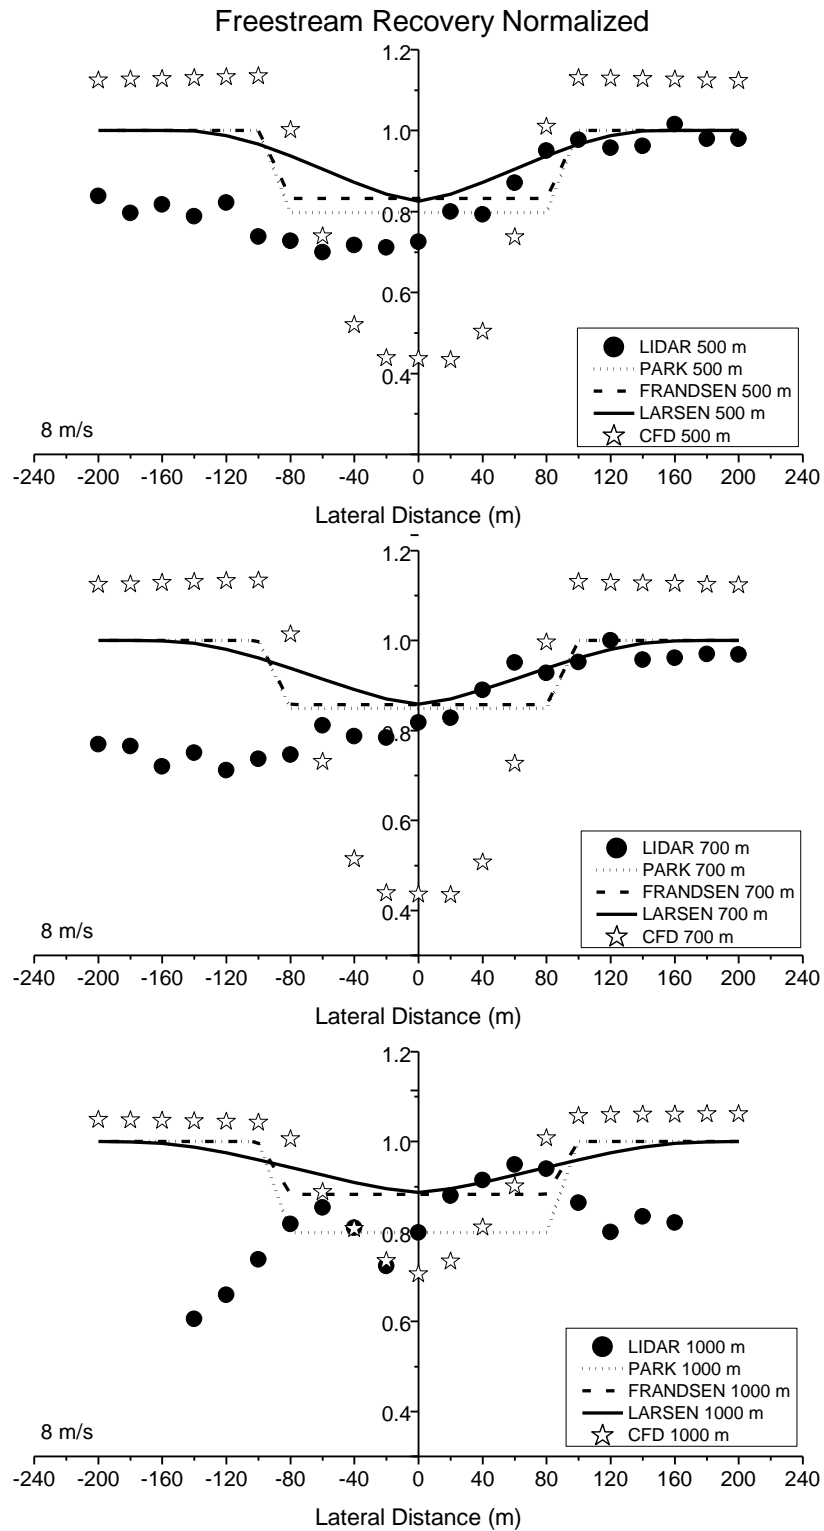 Freestream Recovery Normalized
1.2
1.0
0.8
0.6
0.4
LIDAR 500 m
PARK 500 m
FRANDSEN 500 m
LARSEN 500 m
CFD 500 m
8 m/s
-240 -200 -160 -120 -80 -40 0 40 80 120 160 200 240
Lateral Distance (m)
1.2
1.0
0.8
0.6
0.4
LIDAR 700 m
PARK 700 m
FRANDSEN 700 m
LARSEN 700 m
CFD 700 m
8 m/s
-240 -200 -160 -120 -80 -40 0 40 80 120 160 200 240
Lateral Distance (m)
1.2
1.0
0.8
0.6
0.4
LIDAR 1000 m
PARK 1000 m
FRANDSEN 1000 m
LARSEN 1000 m
CFD 1000 m
8 m/s
-240 -200 -160 -120 -80 -40 0 40 80 120 160 200 240
Lateral Distance (m)